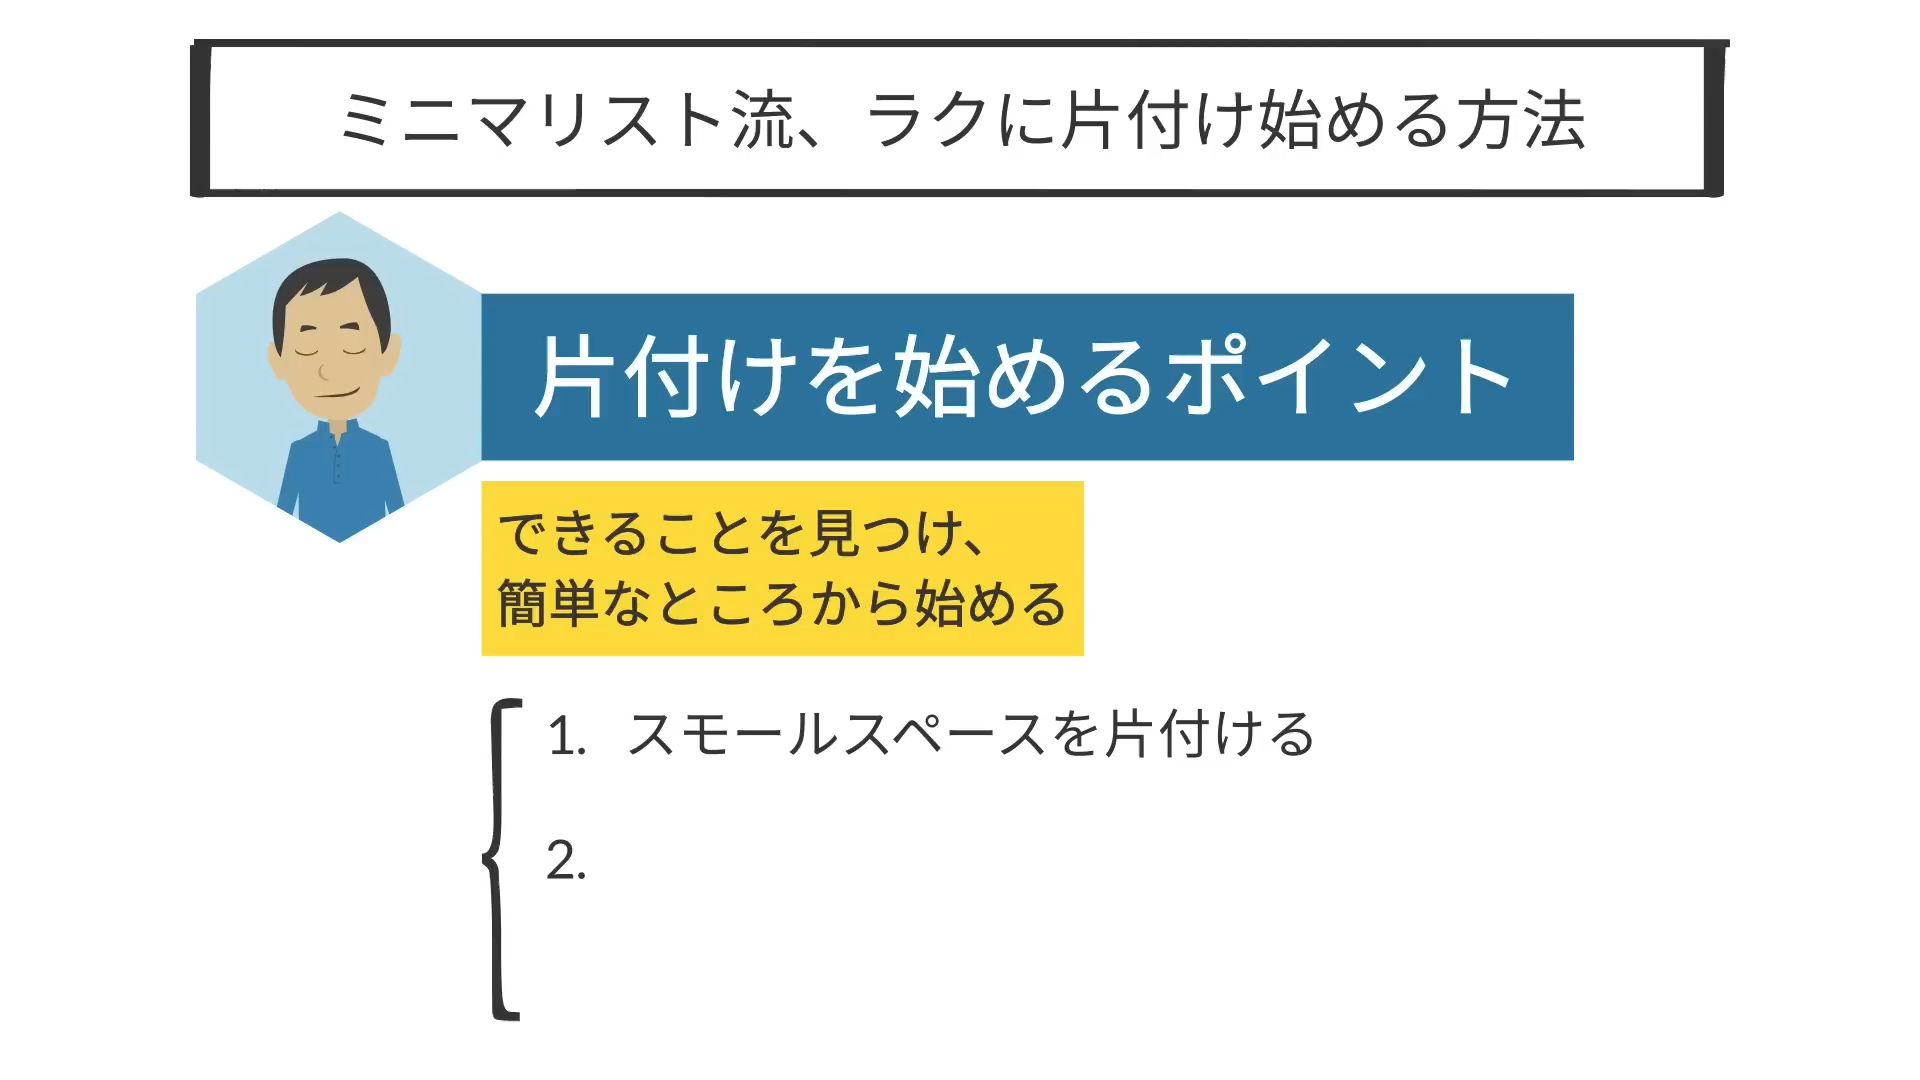 ミニマリスト流、ラクに片付け始める方法
片付けを始めるポイント
できることを見つけ、
簡単なところから始める
1. スモールスペースを片付ける
2.